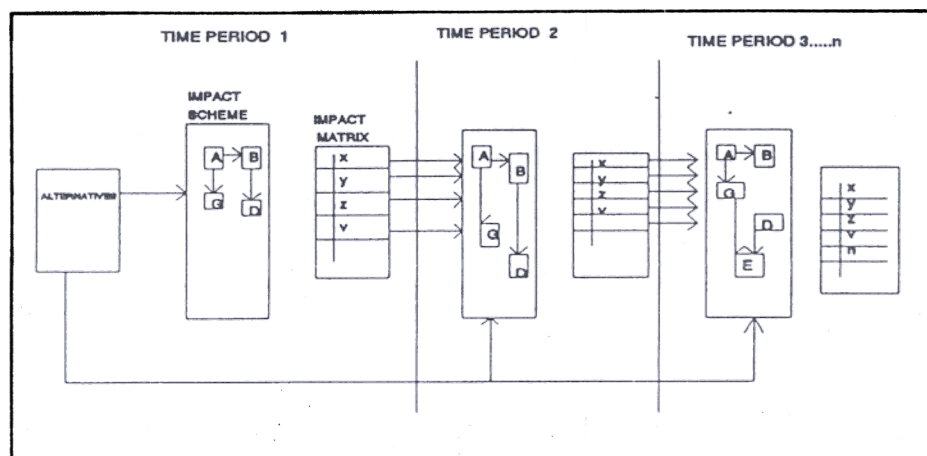 TIME PERIOD 1
TIME PERIOD 2
TIME PERIOD 3.....n
IMPACT
SCHEME
IMPACT
MATRIX
ALTERNATIVES
A
B
G
D
x
y
z
v
A
B
G
D
x
y
z
v
A
B
G
D
E
x
y
z
v
n